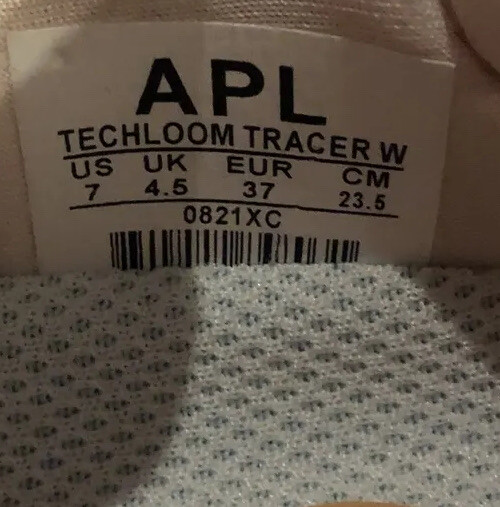 APL
TECHLOOM TRACER W
US UK EUR CM
7 4.5 37 23.5
0821XC